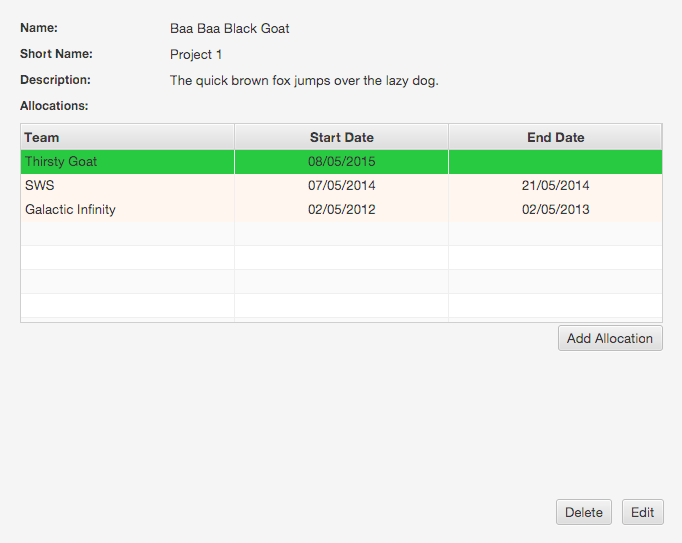 Name: Baa Baa Black Goat
Short Name: Project 1
Description: The quick brown fox jumps over the lazy dog.
Allocations:
Team Start Date End Date
Thirsty Goat 08/05/2015
SWS 07/05/2014 21/05/2014
Galactic Infinity 02/05/2012 02/05/2013
Add Allocation
Delete Edit